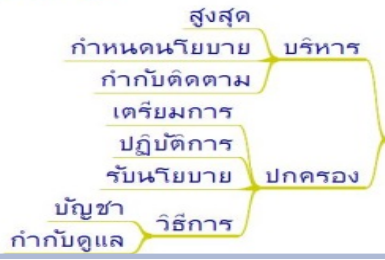 สูงสุด
กำหนดนโยบาย
บริหาร
กำกับติดตาม
เตรียมการ
ปฏิบัติการ
รับนโยบาย
ปกครอง
บัญชา
วิธีการ
กำกับดูแล